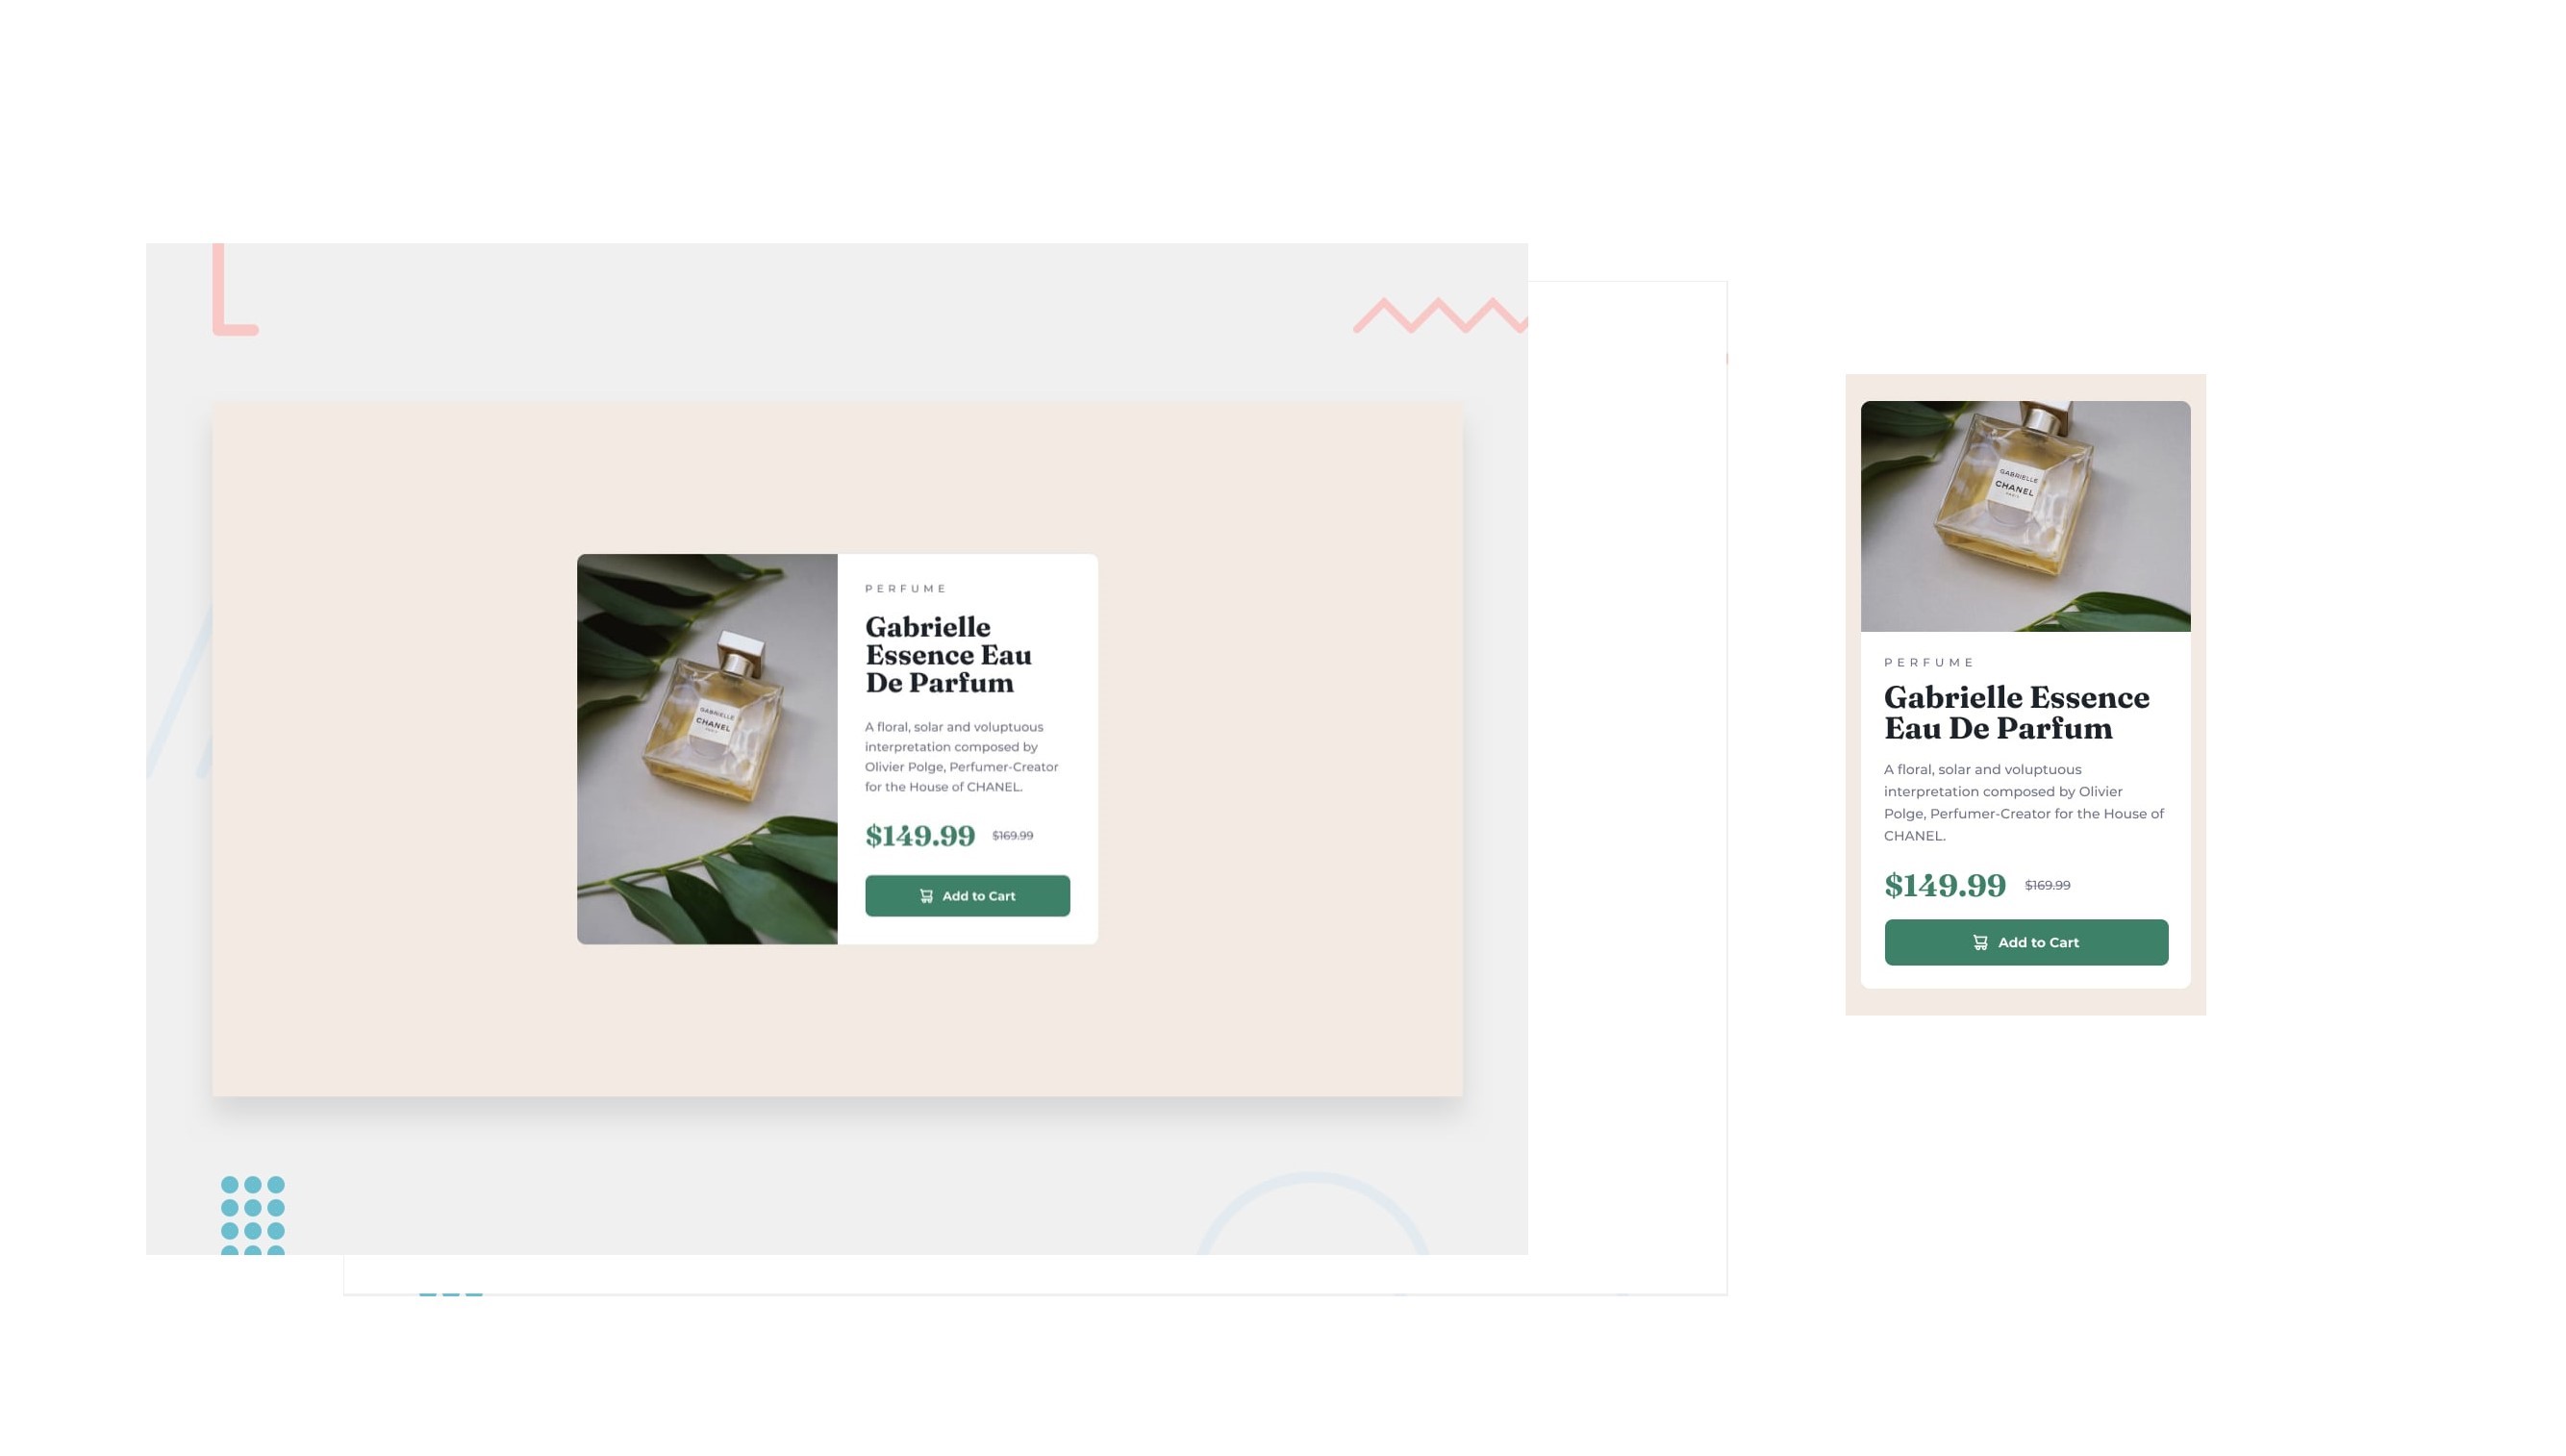 GABRIELLE
CHANEL
PARIS
PERFUME
Gabrielle
Essence Eau
De Parfum
A floral, solar and voluptuous
interpretation composed by
Olivier Polge, Perfumer-Creator
for the House of CHANEL.
$149.99 $169.99
Add to Cart
GABRIELLE
CHANEL
PARIS
PERFUME
Gabrielle Essence
Eau De Parfum
A floral, solar and voluptuous
interpretation composed by Olivier
Polge, Perfumer-Creator for the House of
CHANEL.
$149.99 $169.99
Add to Cart